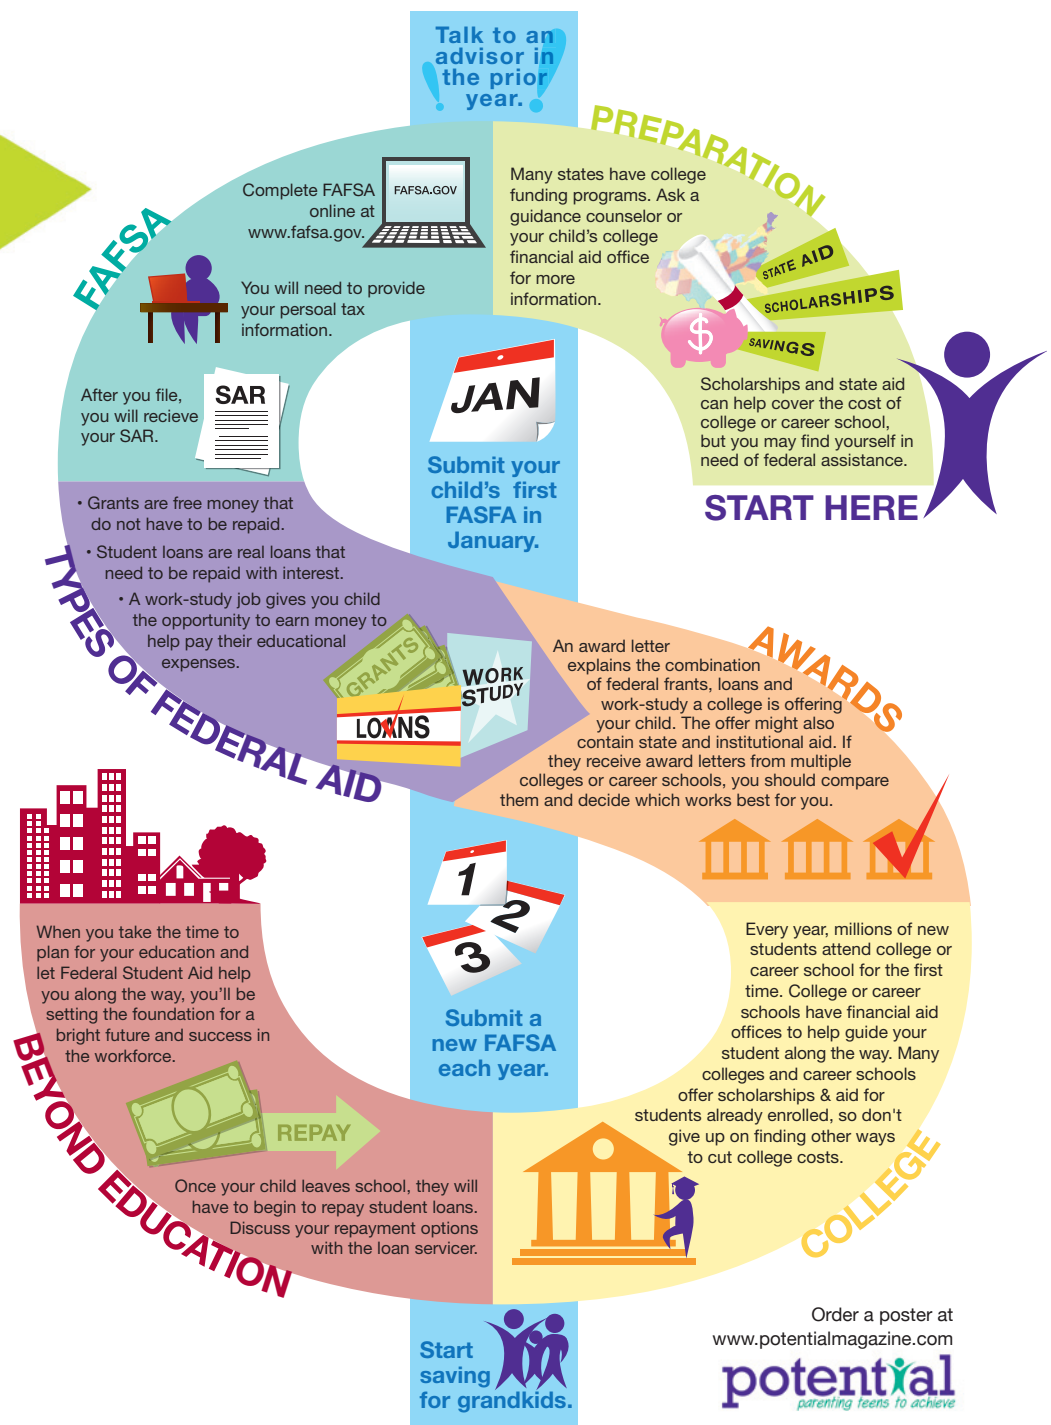 Talk to an
advisor in
the prior
year.
PREPARATION
Many states have college
funding programs. Ask a
guidance counselor or
your child's college
financial aid office
for more
information.
STATE AID
SCHOLARSHIPS
SAVINGS
$
Scholarships and state aid
can help cover the cost of
college or career school,
but you may find yourself in
need of federal assistance.
START HERE
FAFSA
Complete FAFSA
online at
www.fafsa.gov.
FAFSA.GOV
You will need to provide
your persoal tax
information.
After you file,
you will recieve
your SAR.
SAR
JAN
Submit your
child's first
FASFA in
January.
TYPES OF FEDERAL AID
• Grants are free money that
do not have to be repaid.
• Student loans are real loans that
need to be repaid with interest.
• A work-study job gives you child
the opportunity to earn money to
help pay their educational
expenses.
GRANTS
LOANS
WORK
STUDY
AWARDS
An award letter
explains the combination
of federal frants, loans and
work-study a college is offering
your child. The offer might also
contain state and institutional aid. If
they receive award letters from multiple
colleges or career schools, you should compare
them and decide which works best for you.
1
2
3
Submit a
new FAFSA
each year.
Every year, millions of new
students attend college or
career school for the first
time. College or career
schools have financial aid
offices to help guide your
student along the way. Many
colleges and career schools
offer scholarships & aid for
students already enrolled, so don't
give up on finding other ways
to cut college costs.
COLLEGE
When you take the time to
plan for your education and
let Federal Student Aid help
you along the way, you'll be
setting the foundation for a
bright future and success in
the workforce.
REPAY
Once your child leaves school, they will
have to begin to repay student loans.
Discuss your repayment options
with the loan servicer.
BEYOND EDUCATION
Start
saving
for grandkids.
Order a poster at
www.potentialmagazine.com
potential
parenting teens to achieve